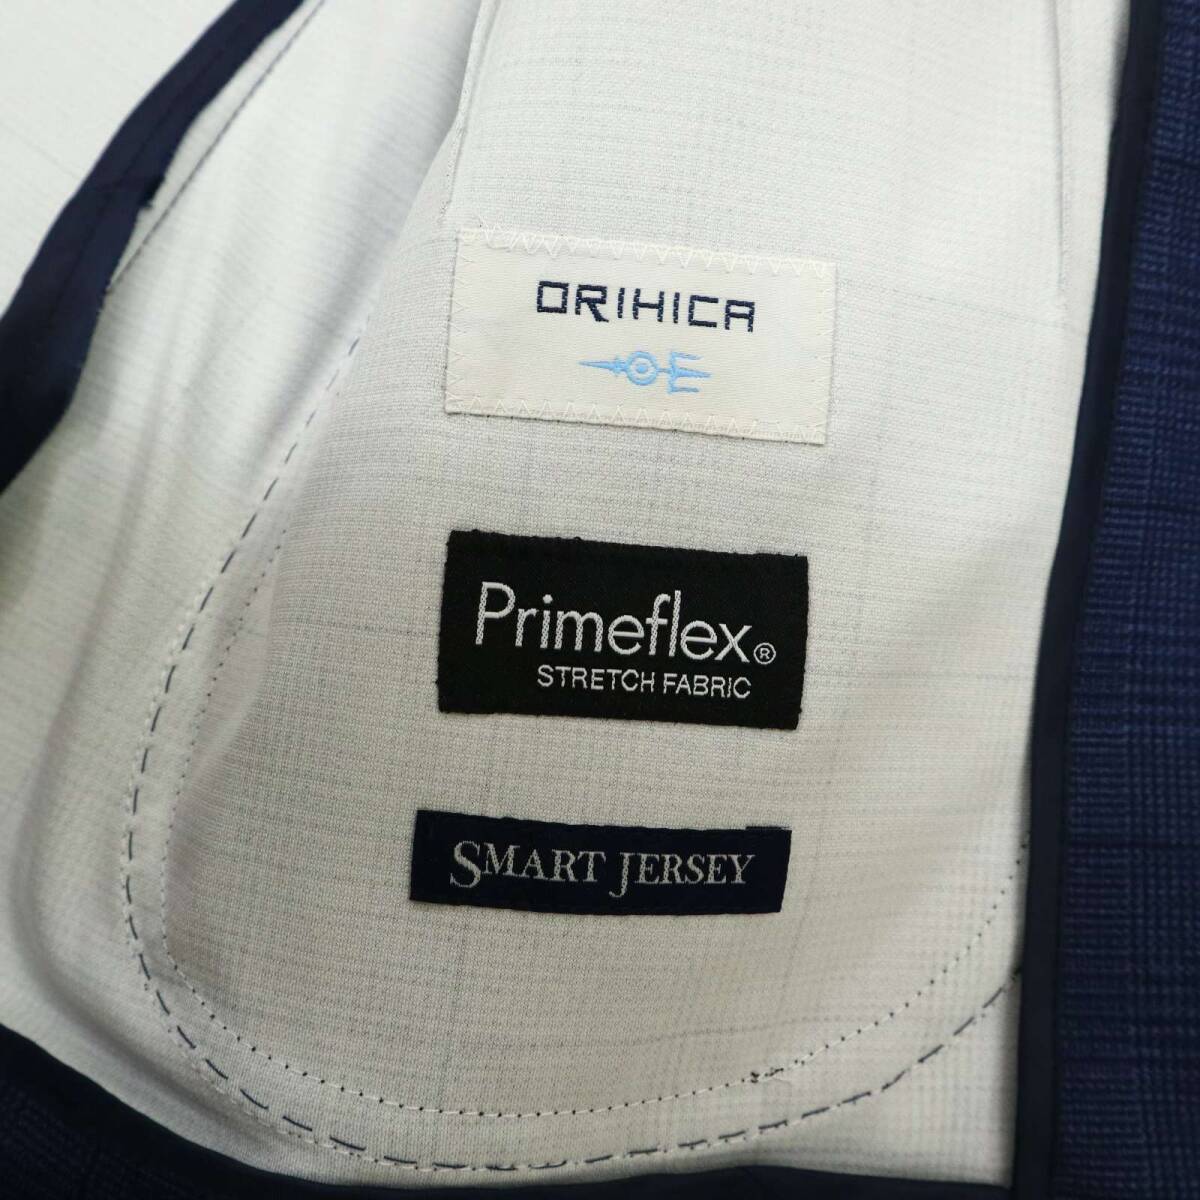 ORIHICA
Primeflex®
STRETCH FABRIC
SMART JERSEY